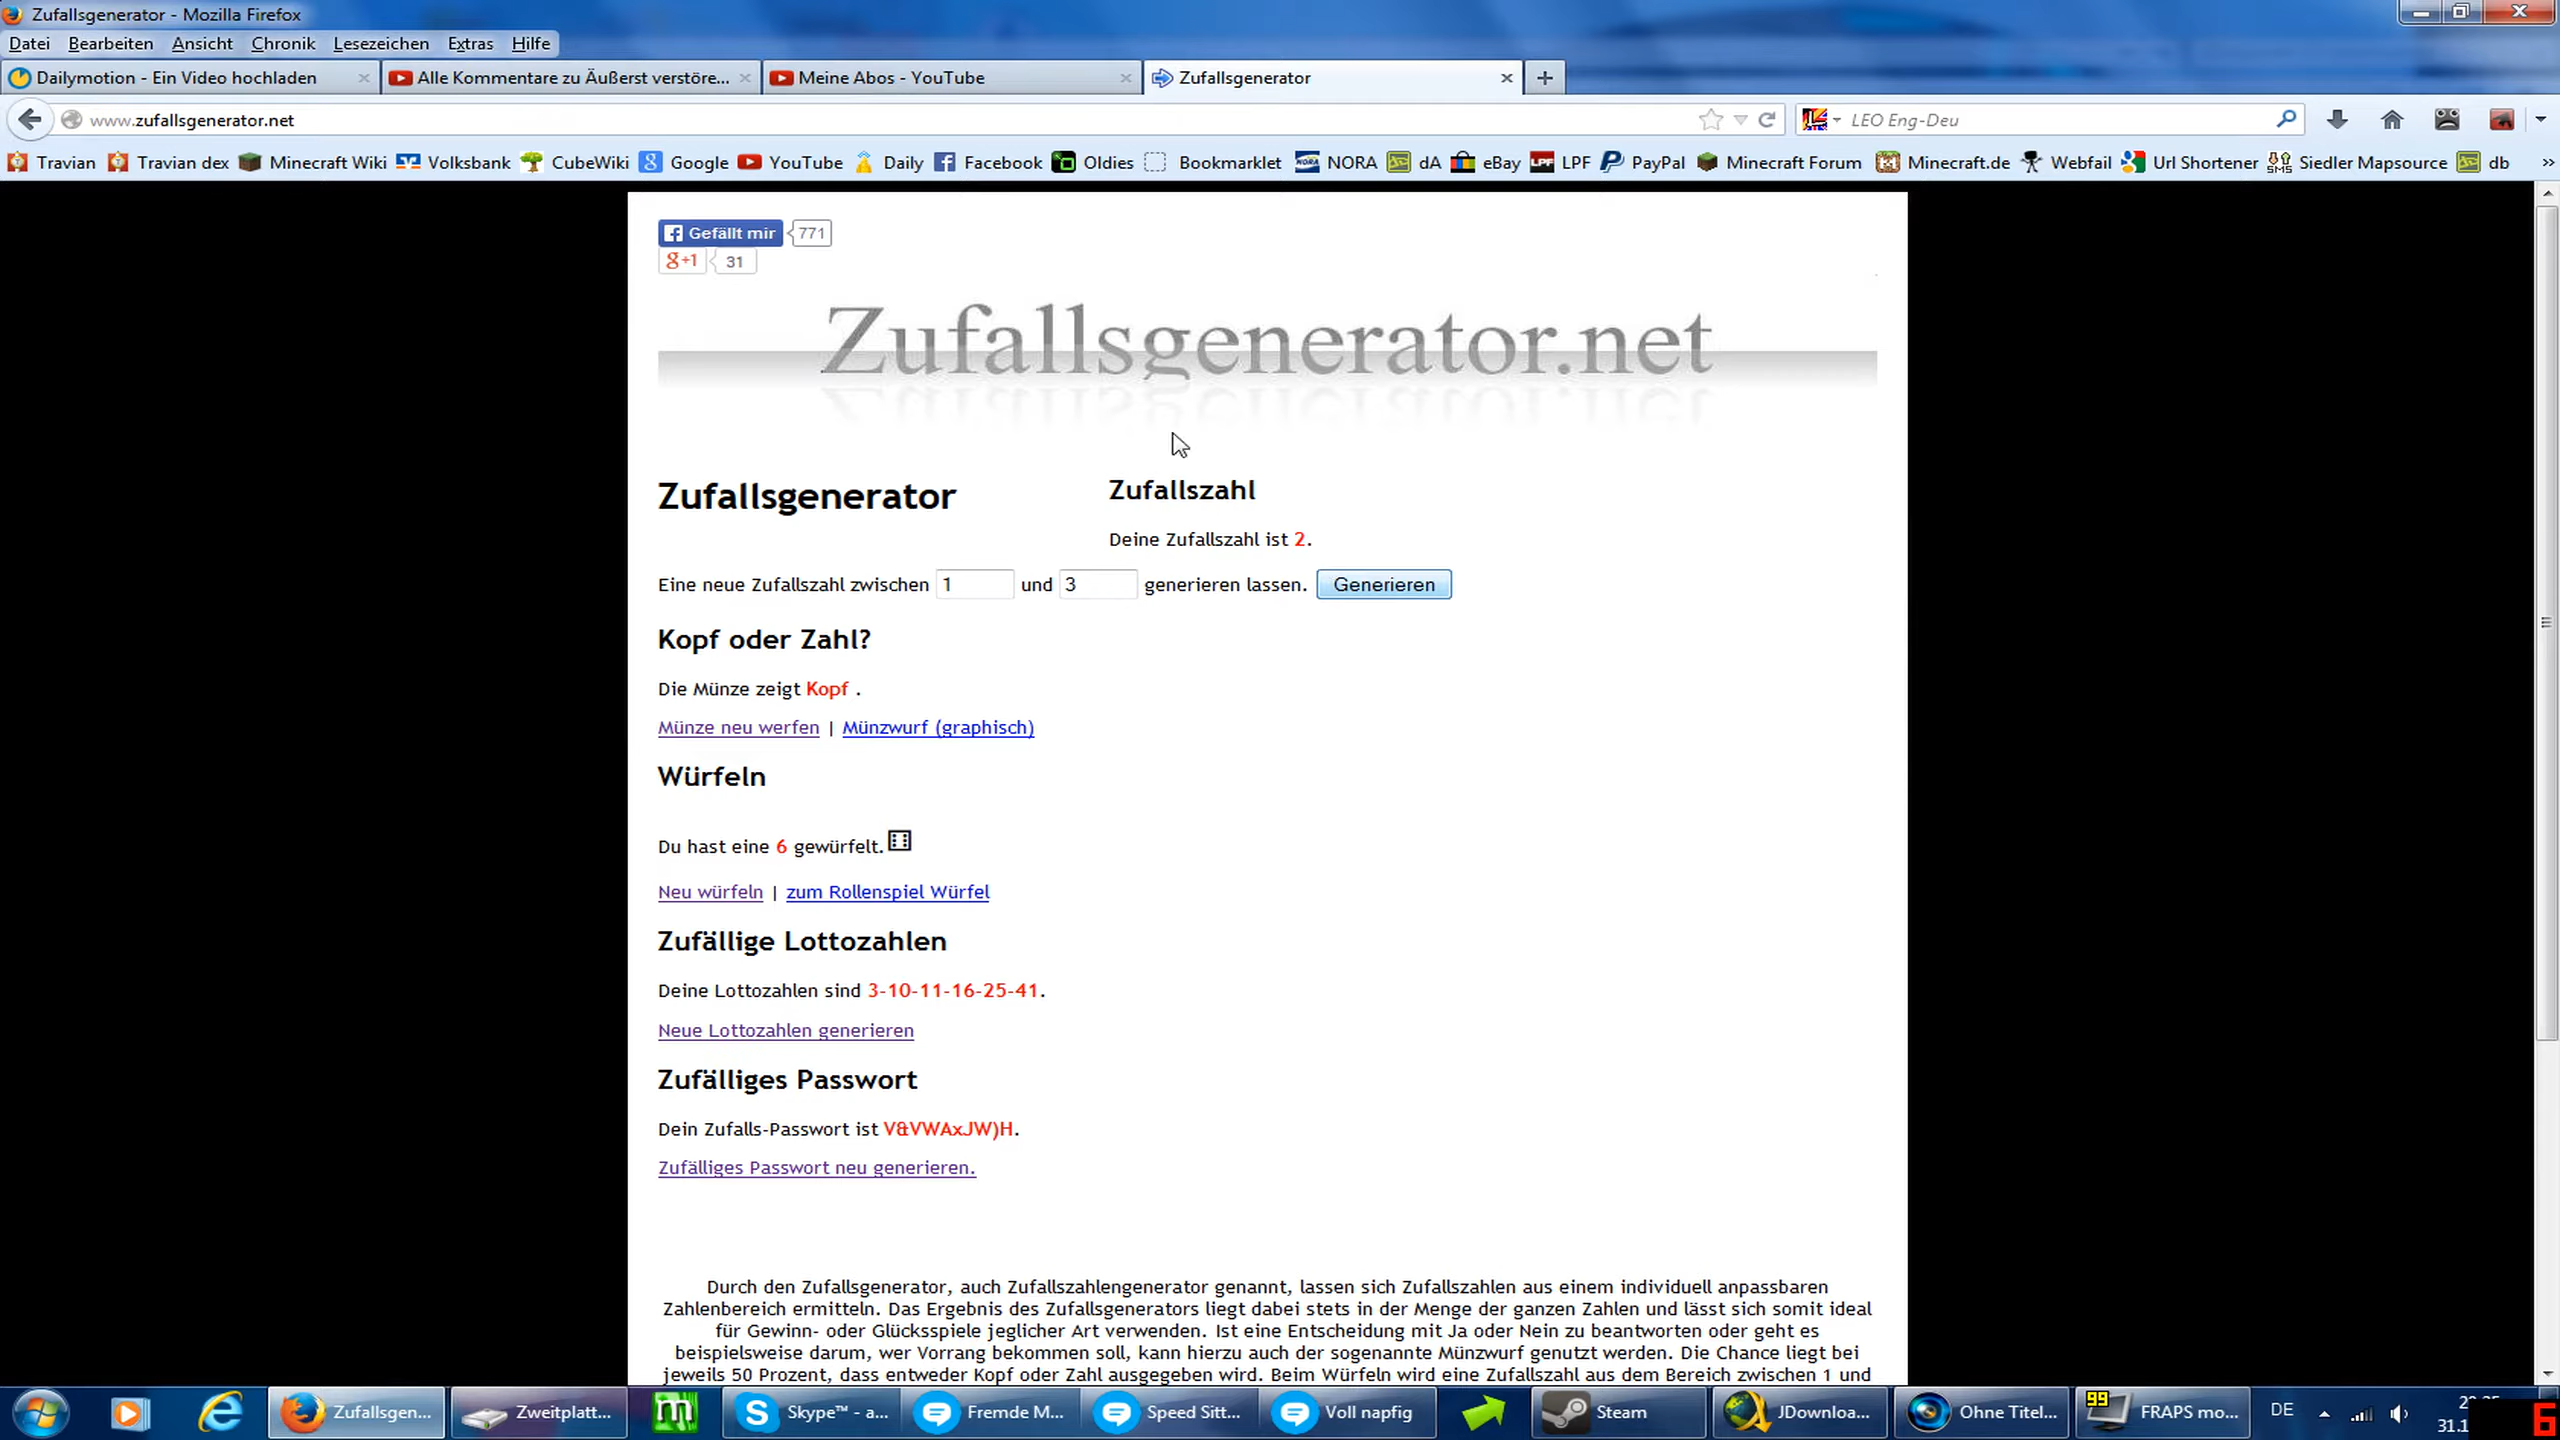 Zufallsgenerator - Mozilla Firefox
Datei Bearbeiten Ansicht Chronik Lesezeichen Extras Hilfe
Dailymotion - Ein Video hochladen Alle Kommentare zu Äußerst verstöre... Meine Abos - YouTube Zufallsgenerator
www.zufallsgenerator.net LEO Eng-Deu
Travian Travian dex Minecraft Wiki Volksbank CubeWiki Google YouTube Daily Facebook Oldies Bookmarklet NORA dA eBay LPF PayPal Minecraft Forum Minecraft.de Webfail Url Shortener Siedler Mapsource db
Gefällt mir 771
g+1 31
Zufallsgenerator.net
Zufallsgenerator
Zufallszahl
Deine Zufallszahl ist 2.
Eine neue Zufallszahl zwischen 1 und 3 generieren lassen. Generieren
Kopf oder Zahl?
Die Münze zeigt Kopf .
Münze neu werfen | Münzwurf (graphisch)
Würfeln
Du hast eine 6 gewürfelt.
Neu würfeln | zum Rollenspiel Würfel
Zufällige Lottozahlen
Deine Lottozahlen sind 3-10-11-16-25-41.
Neue Lottozahlen generieren
Zufälliges Passwort
Dein Zufalls-Passwort ist V&VWAxJW)H.
Zufälliges Passwort neu generieren.
Durch den Zufallsgenerator, auch Zufallszahlengenerator genannt, lassen sich Zufallszahlen aus einem individuell anpassbaren
Zahlenbereich ermitteln. Das Ergebnis des Zufallsgenerators liegt dabei stets in der Menge der ganzen Zahlen und lässt sich somit ideal
für Gewinn- oder Glücksspiele jeglicher Art verwenden. Ist eine Entscheidung mit Ja oder Nein zu beantworten oder geht es
beispielsweise darum, wer Vorrang bekommen soll, kann hierzu auch der sogenannte Münzwurf genutzt werden. Die Chance liegt bei
jeweils 50 Prozent, dass entweder Kopf oder Zahl ausgegeben wird. Beim Würfeln wird eine Zufallszahl aus dem Bereich zwischen 1 und
Zufallsgen... Zweitplatt... Skype™ - a... Fremde M... Speed Sitt... Voll napfig Steam JDownloa... Ohne Titel... 99 FRAPS mo... DE
31.1
6